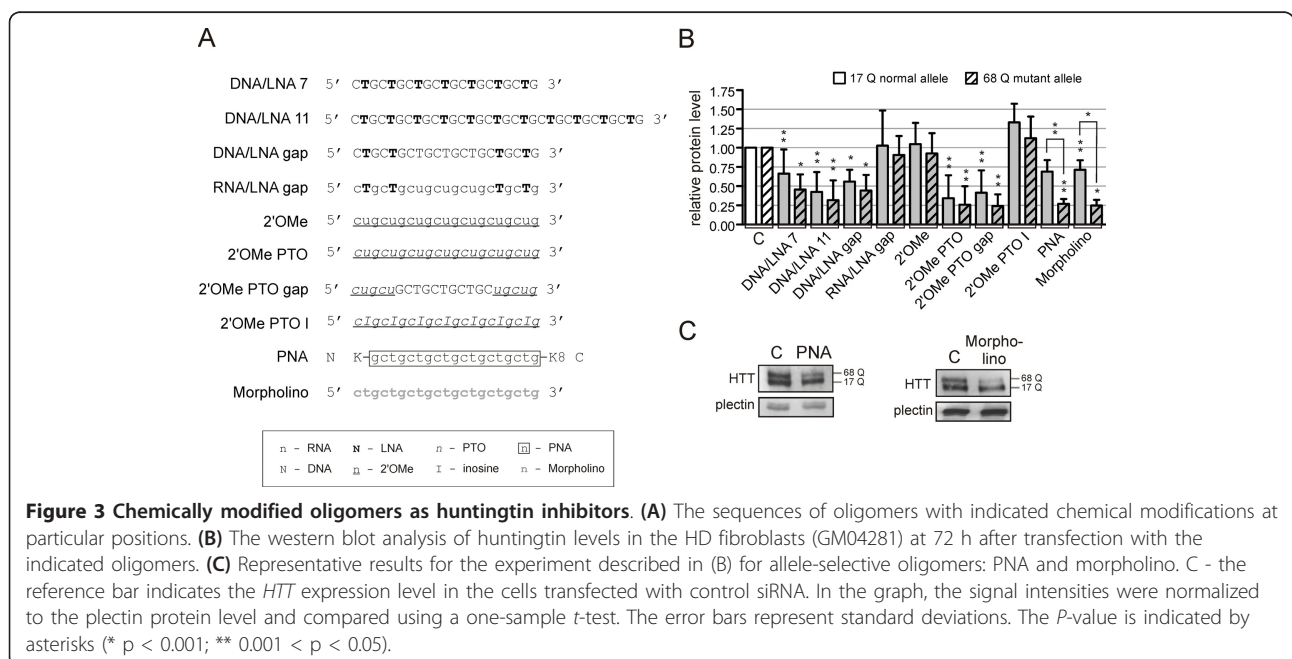 A
DNA/LNA 7 5’ CTGCTGCTGCTGCTGCTGCTG 3’
DNA/LNA 11 5’ CTGCTGCTGCTGCTGCTGCTGCTGCTGCTGCTG 3’
DNA/LNA gap 5’ CTGCTGCTGCTGCTGCTGCTG 3’
RNA/LNA gap 5’ cTgcTgcugcugcugcTgcTg 3’
2'OMe 5’ cugcugcugcugcugcugcug 3’
2'OMe PTO 5’ cugcugcugcugcugcugcug 3’
2'OMe PTO gap 5’ cugcuGCTGCTGCTGCugcug 3’
2'OMe PTO I 5’ cIgcIgcIgcIgcIgcIgcIg 3’
PNA N K-gctgctgctgctgctgctg-K8 C
Morpholino 5’ ctgctgctgctgctgctgctg 3’
n - RNA N - LNA n - PTO n - PNA
N - DNA n - 2'OMe I - inosine n - Morpholino
B
17 Q normal allele 68 Q mutant allele
relative protein level
1.75
1.50
1.25
1.00
0.75
0.50
0.25
0.00
** * ** ** * * ** ** ** ** ** * ** * *
C
DNA/LNA 7
DNA/LNA 11
DNA/LNA gap
RNA/LNA gap
2'OMe
2'OMe PTO
2'OMe PTO gap
2'OMe PTO I
PNA
Morpholino
C
C PNA
HTT 68 Q
17 Q
plectin
C Morpho-
lino
HTT 68 Q
17 Q
plectin
Figure 3 Chemically modified oligomers as huntingtin inhibitors. (A) The sequences of oligomers with indicated chemical modifications at
particular positions. (B) The western blot analysis of huntingtin levels in the HD fibroblasts (GM04281) at 72 h after transfection with the
indicated oligomers. (C) Representative results for the experiment described in (B) for allele-selective oligomers: PNA and morpholino. C - the
reference bar indicates the HTT expression level in the cells transfected with control siRNA. In the graph, the signal intensities were normalized
to the plectin protein level and compared using a one-sample t-test. The error bars represent standard deviations. The P-value is indicated by
asterisks (* p < 0.001; ** 0.001 < p < 0.05).